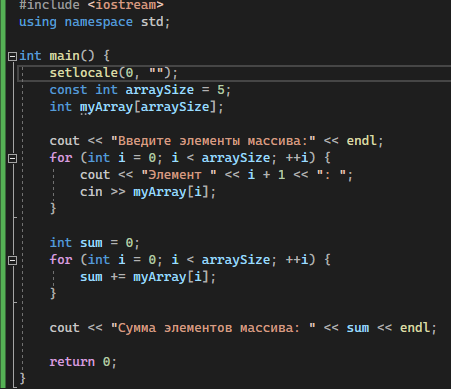 #include <iostream>
using namespace std;
int main() {
setlocale(0, "");
const int arraySize = 5;
int myArray[arraySize];
cout << "Введите элементы массива:" << endl;
for (int i = 0; i < arraySize; ++i) {
cout << "Элемент " << i + 1 << ": ";
cin >> myArray[i];
}
int sum = 0;
for (int i = 0; i < arraySize; ++i) {
sum += myArray[i];
}
cout << "Сумма элементов массива: " << sum << endl;
return 0;
}